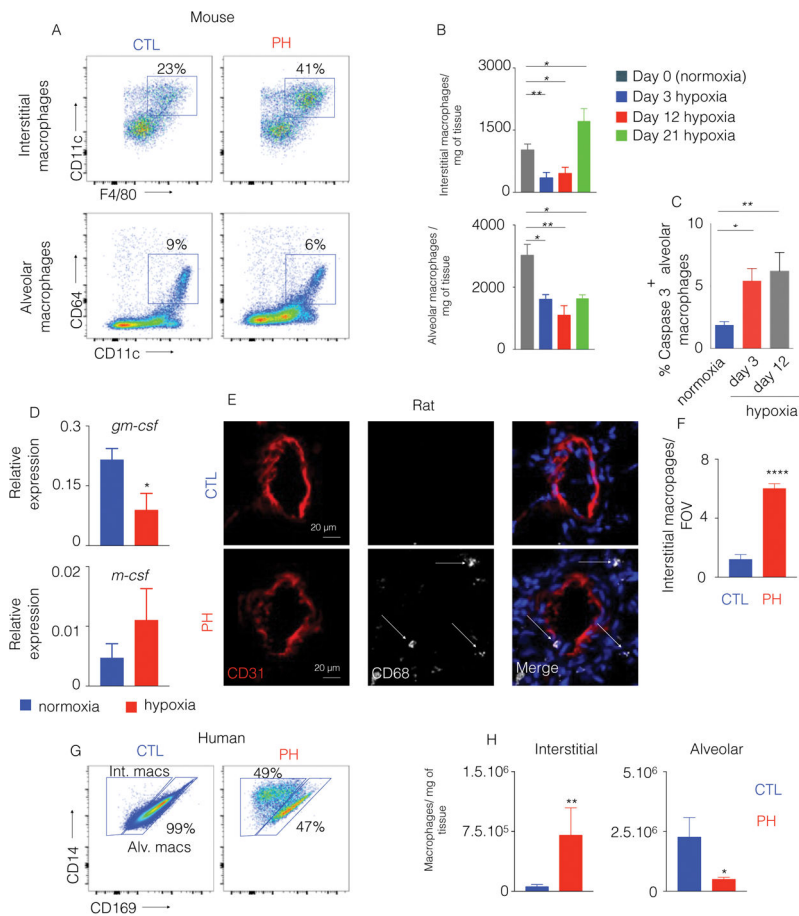 Mouse
A
CTL
PH
23%
41%
Interstitial
macrophages
CD11c
F4/80
9%
6%
Alveolar
macrophages
CD64
CD11c
B
3000
1500
0
Interstitial macrophages/
mg of tissue
*
*
**
Day 0 (normoxia)
Day 3 hypoxia
Day 12 hypoxia
Day 21 hypoxia
4000
2000
0
Alveolar macrophages /
mg of tissue
*
**
*
C
10
5
0
% Caspase 3 + alveolar
macrophages
**
*
normoxia
day 3
day 12
hypoxia
D
gm-csf
0.3
0.15
0
Relative
expression
*
m-csf
0.02
0.01
0
Relative
expression
normoxia
hypoxia
E
Rat
CTL
20 µm
PH
CD31
20 µm
CD68
Merge
F
8
4
0
Interstitial macropages/
FOV
****
CTL
PH
Human
G
CTL
PH
Int. macs
49%
99%
47%
Alv. macs
CD14
CD169
H
Interstitial
Alveolar
1.5.10⁶
7.5.10⁵
0
Macrophages/ mg of
tissue
**
5.10⁶
2.5.10⁶
0
*
CTL
PH